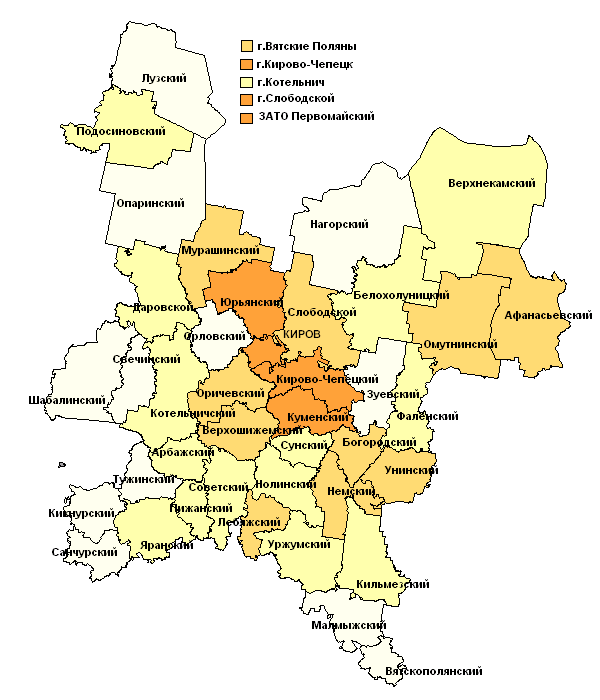 г.Вятские Поляны
г.Кирово-Чепецк
г.Котельнич
г.Слободской
ЗАТО Первомайский
Лузский
Подосиновский
Опаринский
Верхнекамский
Нагорский
Мурашинский
Юрьянский
Белохолуницкий
Даровской
Слободской
Афанасьевский
Орловский
КИРОВ
Омутнинский
Свечинский
Кирово-Чепецкий
Шабалинский
Оричевский
Зуевский
Котельничский
Куменский
Фаленский
Верхошижемский
Богородский
Арбажский
Сунский
Унинский
Тужинский
Советский
Нолинский
Немский
Кикнурский
Пижанский
Лебяжский
Санчурский
Яранский
Уржумский
Кильмезский
Малмыжский
Вятскополянский